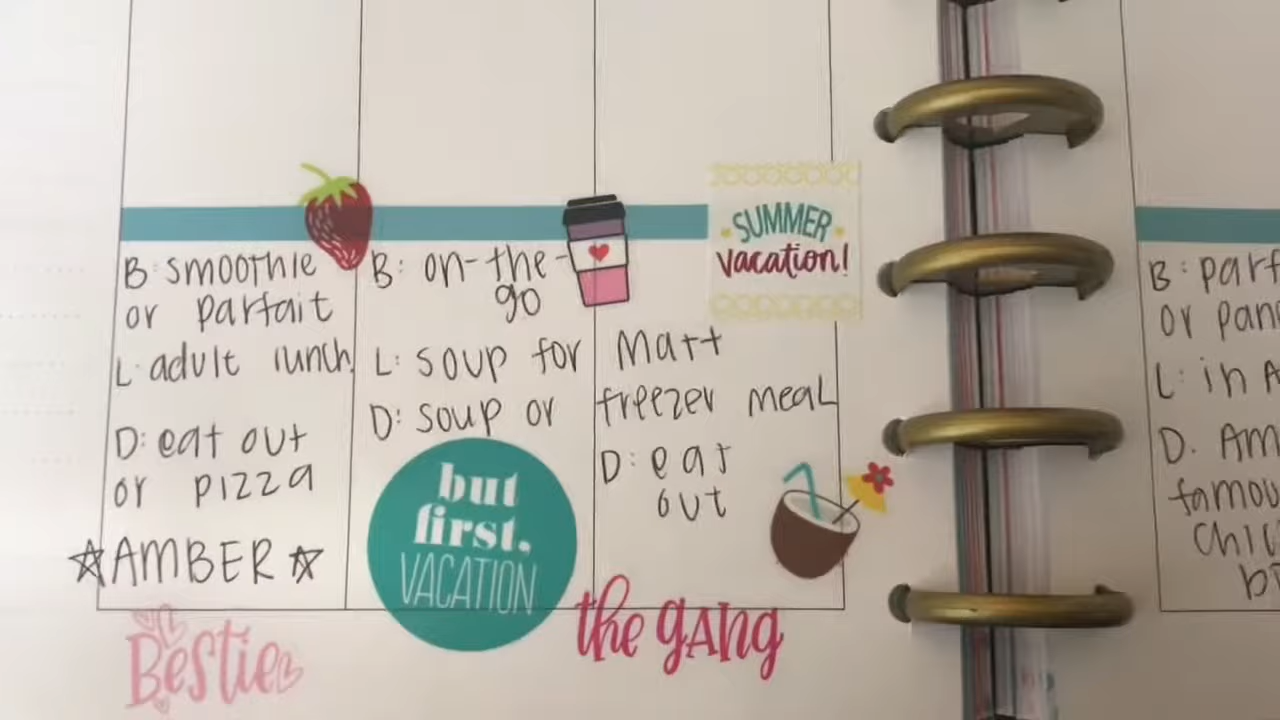 B: smoothie
or parfait
L: adult lunch
D: eat out
or pizza
☆AMBER☆
Bestie
B: on-the-
go
L: soup for Matt
D: soup or freezer meal
but
first,
VACATION
SUMMER
vacation!
D: eat
out
the gang
B: parf
or pan
L: in A
D. Am
famou
Chic